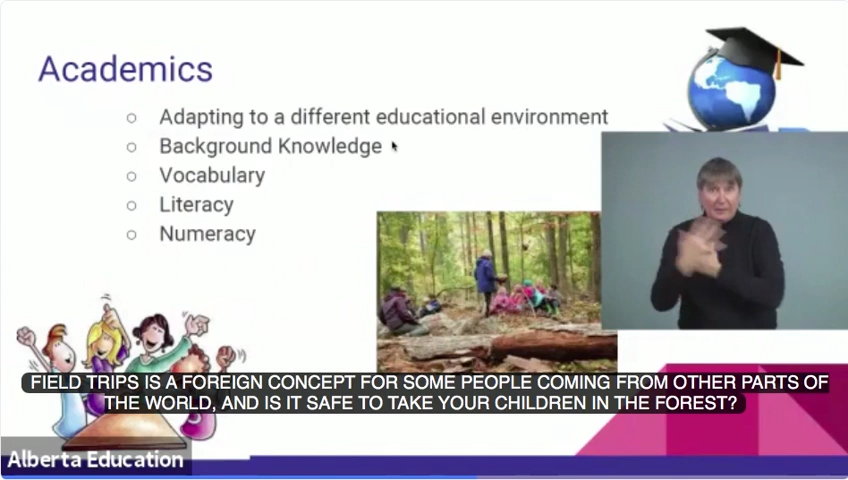 Academics
Adapting to a different educational environment
Background Knowledge
Vocabulary
Literacy
Numeracy
FIELD TRIPS IS A FOREIGN CONCEPT FOR SOME PEOPLE COMING FROM OTHER PARTS OF
THE WORLD, AND IS IT SAFE TO TAKE YOUR CHILDREN IN THE FOREST?
Alberta Education